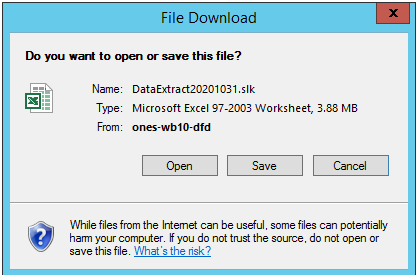 File Download
X
Do you want to open or save this file?
Name: DataExtract20201031.slk
Type: Microsoft Excel 97-2003 Worksheet, 3.88 MB
From: ones-wb10-dfd
Open Save Cancel
While files from the Internet can be useful, some files can potentially
harm your computer. If you do not trust the source, do not open or
save this file. What's the risk?